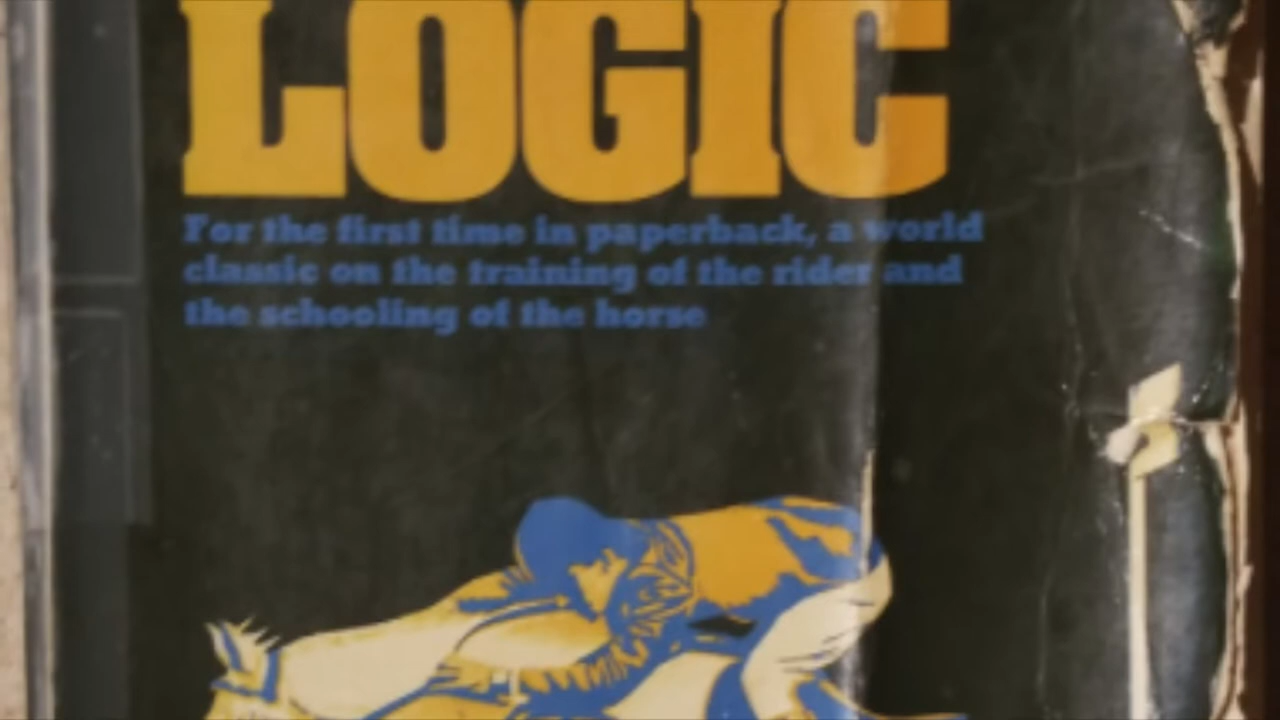 LOGIC
For the first time in paperback, a world
classic on the training of the rider and
the schooling of the horse